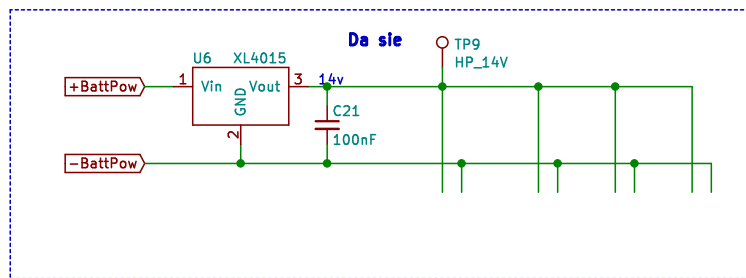 Da sie
TP9
HP_14V
U6 XL4015
+BattPow
1
Vin
Vout
3
14v
GND
2
C21
100nF
-BattPow